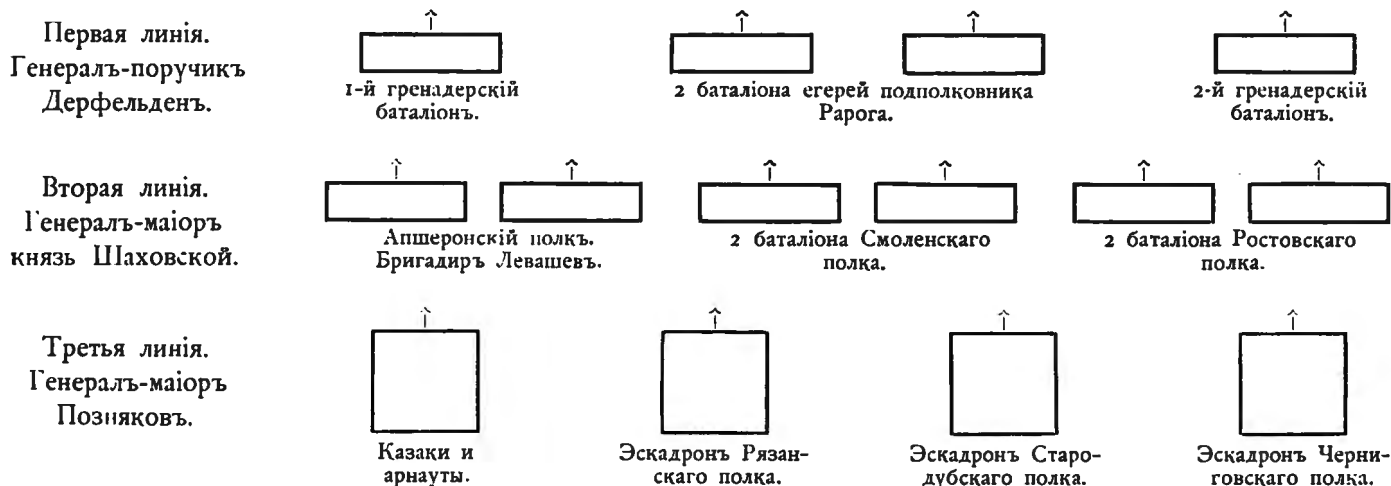 Первая линія.
Генералъ-поручикъ
Дерфельденъ.
1-й гренадерскій
баталіонъ.
2 баталіона егерей подполковника
Рарога.
2-й гренадерскій
баталіонъ.
Вторая линія.
Генералъ-маіоръ
князь Шаховской.
Апшеронскій полкъ.
Бригадиръ Левашевъ.
2 баталіона Смоленскаго
полка.
2 баталіона Ростовскаго
полка.
Третья линія.
Генералъ-маіоръ
Позняковъ.
Казаки и
арнауты.
Эскадронъ Рязан-
скаго полка.
Эскадронъ Старо-
дубскаго полка.
Эскадронъ Черни-
говскаго полка.